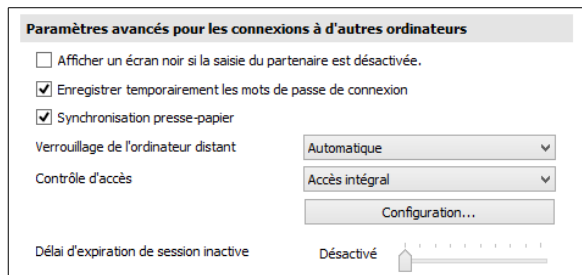 Paramètres avancés pour les connexions à d'autres ordinateurs
Afficher un écran noir si la saisie du partenaire est désactivée.
Enregistrer temporairement les mots de passe de connexion
Synchronisation presse-papier
Verrouillage de l'ordinateur distant Automatique
Contrôle d'accès Accès intégral
Configuration...
Délai d'expiration de session inactive Désactivé